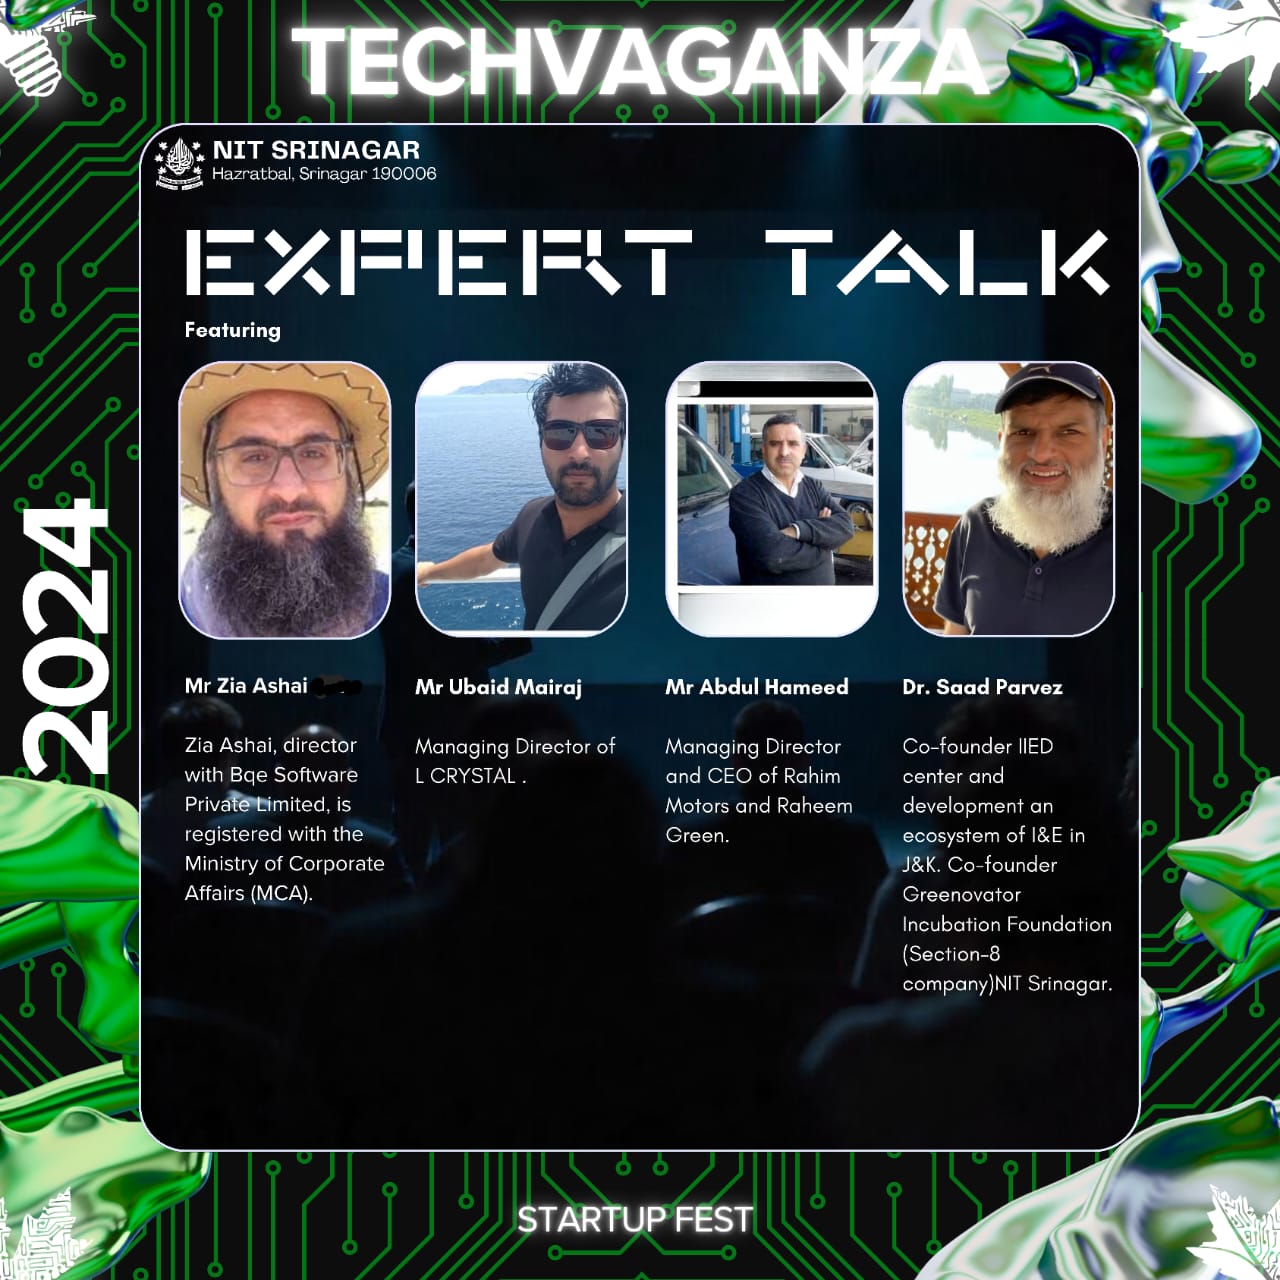 TECHVAGANZA
NIT SRINAGAR
Hazratbal, Srinagar 190006
EXPERT TALK
Featuring
2024
Mr Zia Ashai
Zia Ashai, director
with Bqe Software
Private Limited, is
registered with the
Ministry of Corporate
Affairs (MCA).
Mr Ubaid Mairaj
Managing Director of
L CRYSTAL .
Mr Abdul Hameed
Managing Director
and CEO of Rahim
Motors and Raheem
Green.
Dr. Saad Parvez
Co-founder IIED
center and
development an
ecosystem of I&E in
J&K. Co-founder
Greenovator
Incubation Foundation
(Section-8
company)NIT Srinagar.
STARTUP FEST